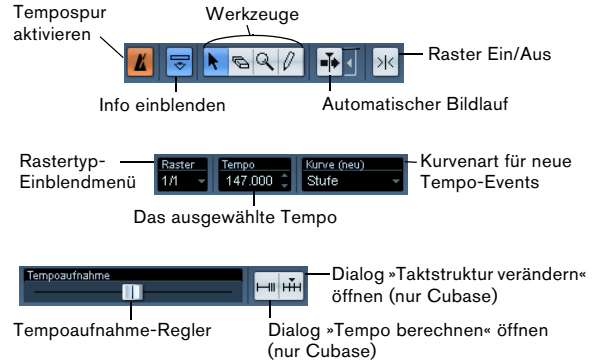 Tempospur
aktivieren
Werkzeuge
Raster Ein/Aus
Info einblenden
Automatischer Bildlauf
Rastertyp-
Einblendmenü
Raster
1/1
Tempo
147.000
Kurve (neu)
Stufe
Kurvenart für neue
Tempo-Events
Das ausgewählte Tempo
Tempoaufnahme
Dialog »Taktstruktur verändern«
öffnen (nur Cubase)
Tempoaufnahme-Regler
Dialog »Tempo berechnen« öffnen
(nur Cubase)